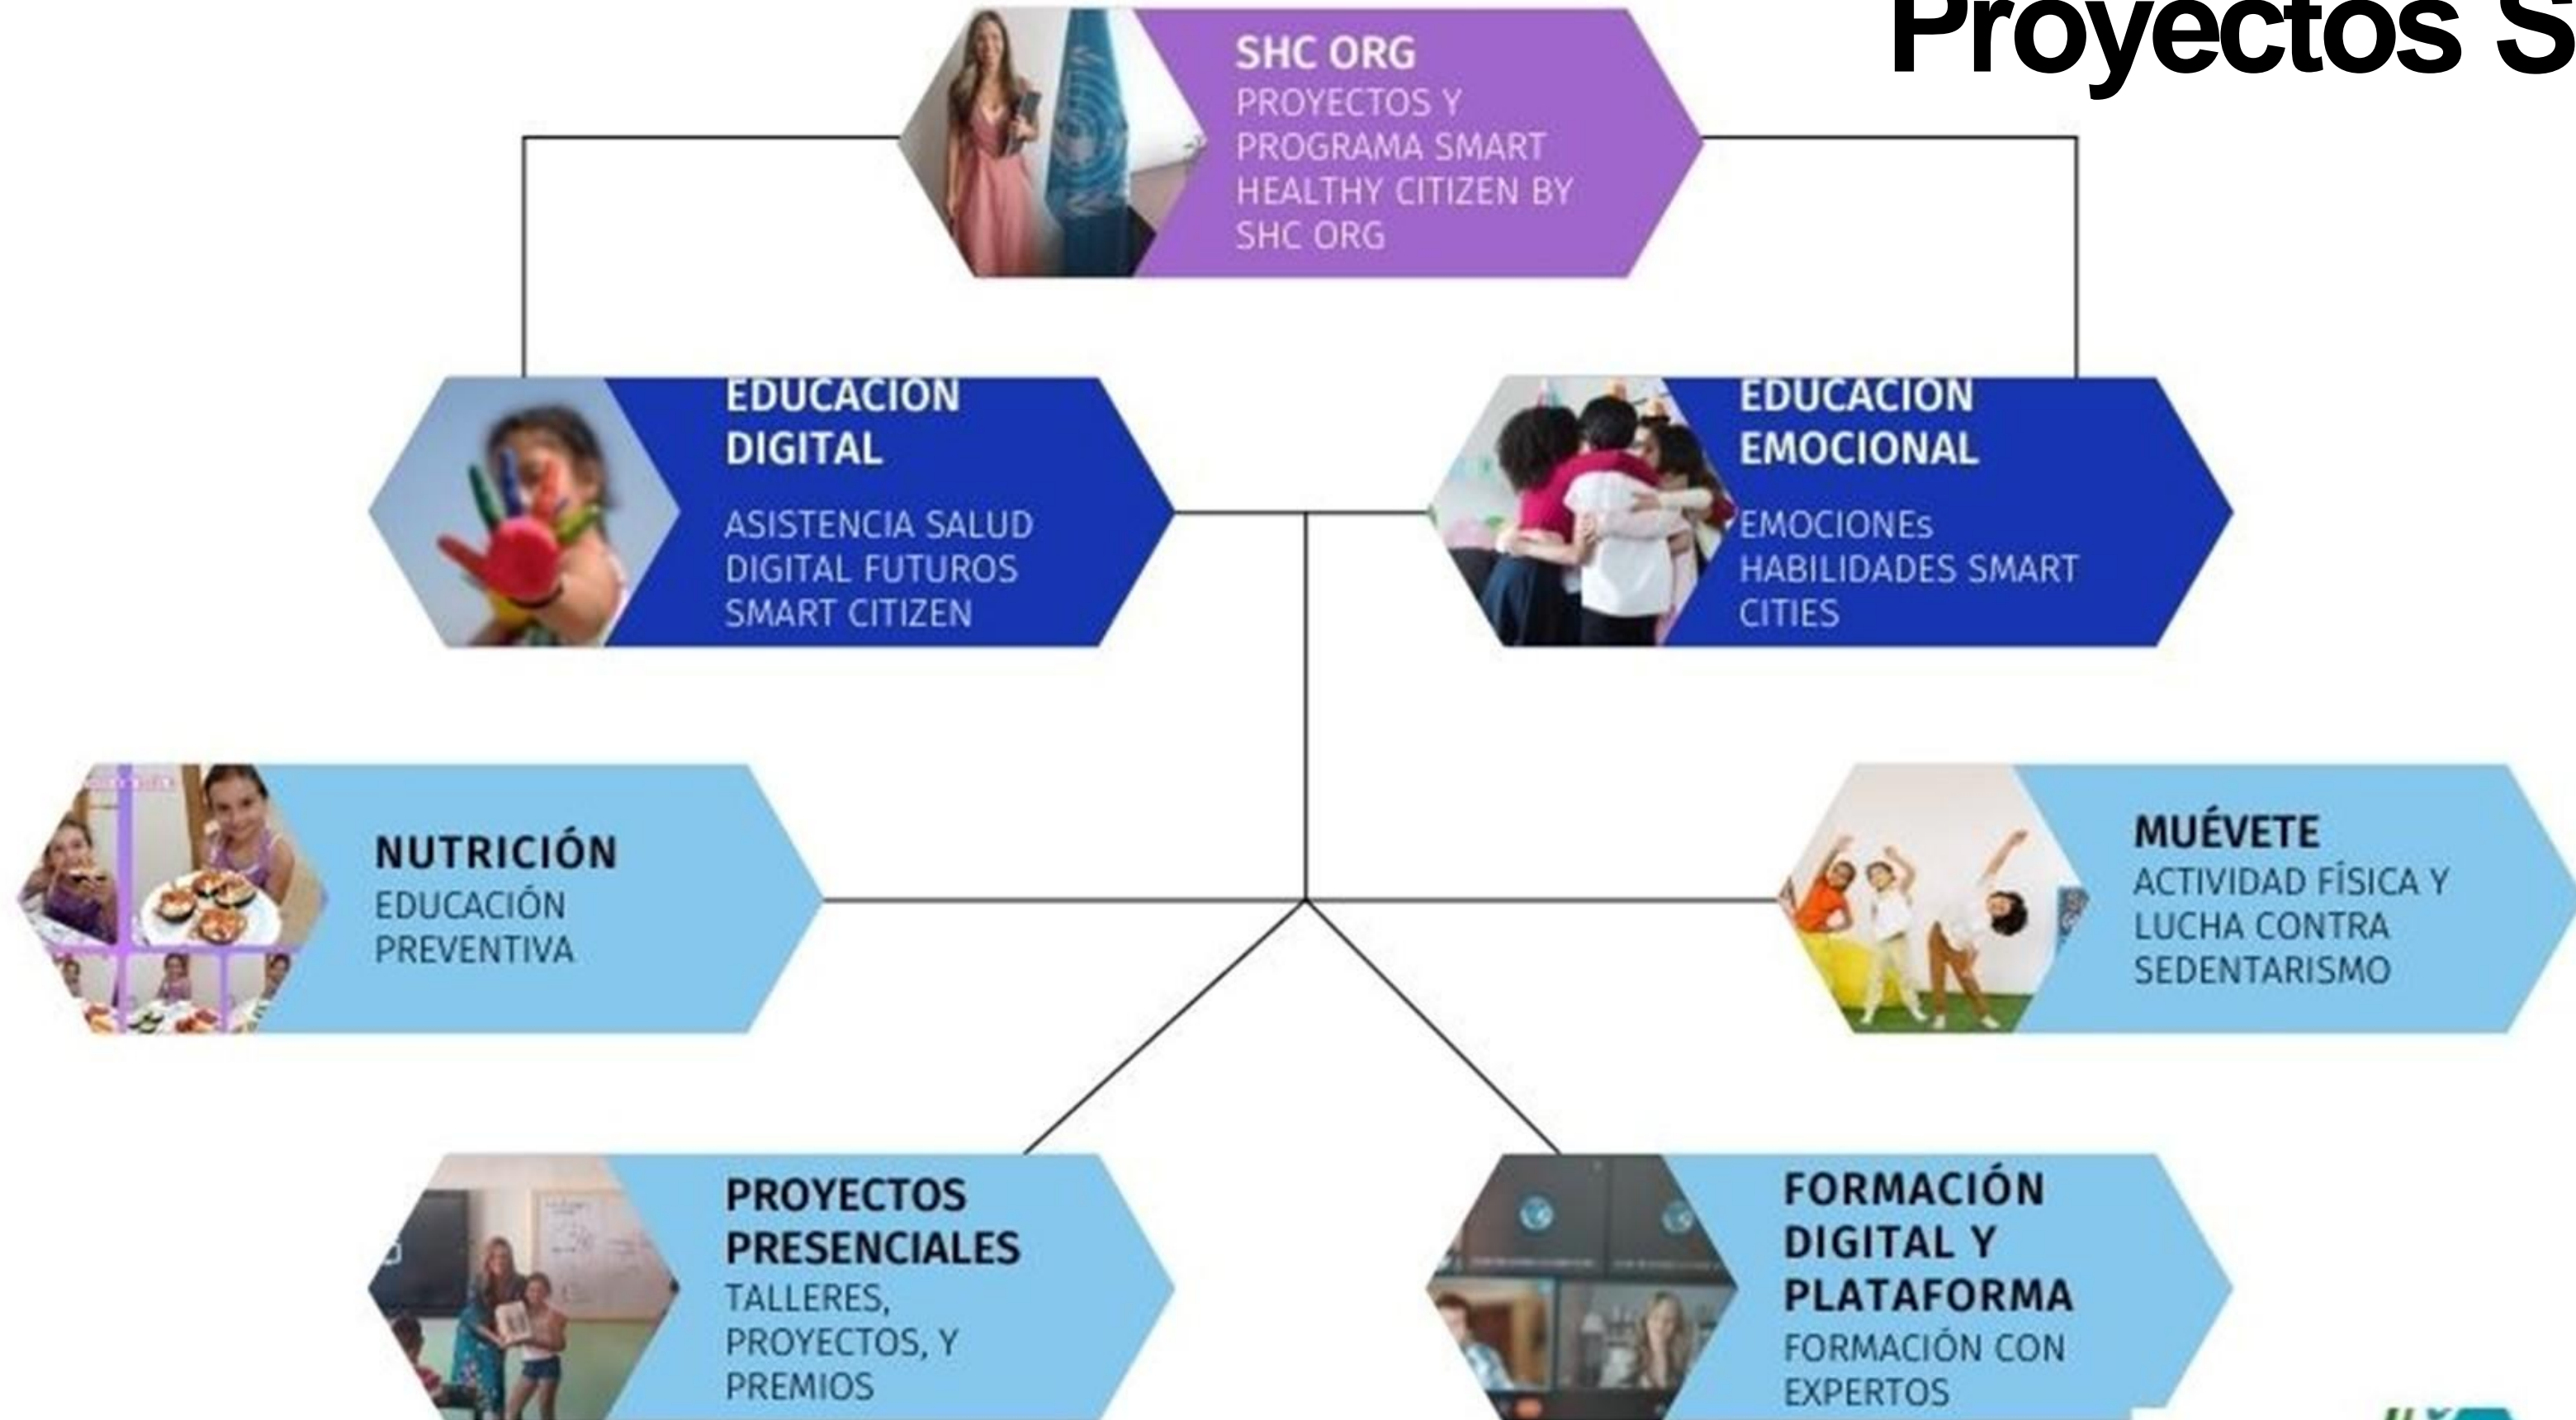 Proyectos S
SHC ORG
PROYECTOS Y
PROGRAMA SMART
HEALTHY CITIZEN BY
SHC ORG
EDUCACIÓN
DIGITAL
ASISTENCIA SALUD
DIGITAL FUTUROS
SMART CITIZEN
EDUCACIÓN
EMOCIONAL
EMOCIONEs
HABILIDADES SMART
CITIES
NUTRICIÓN
EDUCACIÓN
PREVENTIVA
MUÉVETE
ACTIVIDAD FÍSICA Y
LUCHA CONTRA
SEDENTARISMO
PROYECTOS
PRESENCIALES
TALLERES,
PROYECTOS, Y
PREMIOS
FORMACIÓN
DIGITAL Y
PLATAFORMA
FORMACIÓN CON
EXPERTOS